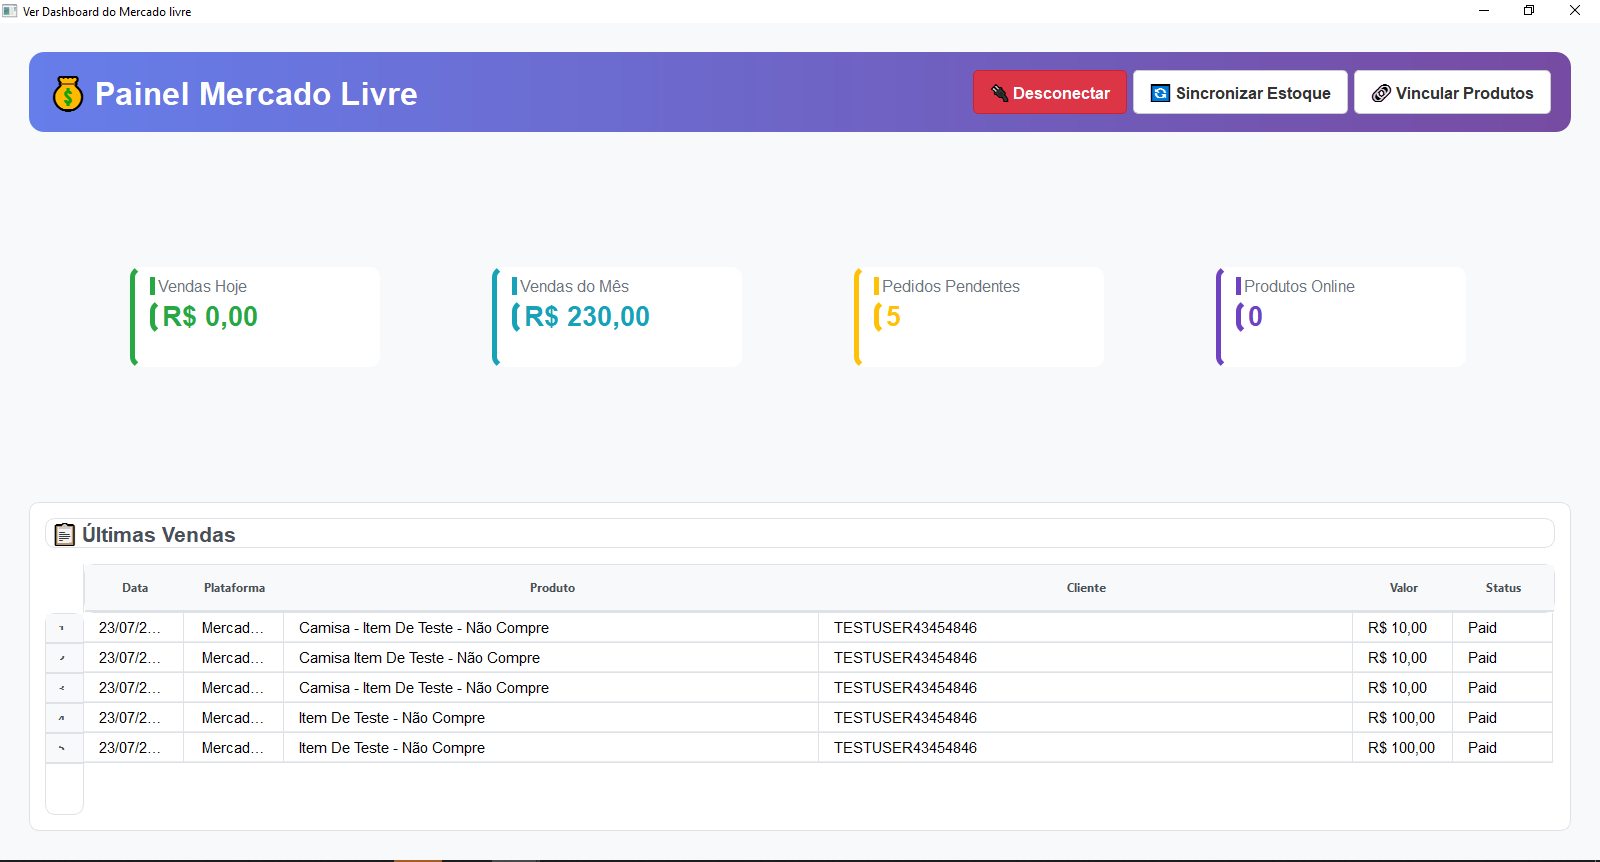 Ver Dashboard do Mercado livre
Painel Mercado Livre
Desconectar
Sincronizar Estoque
Vincular Produtos
Vendas Hoje
R$ 0,00
Vendas do Mês
R$ 230,00
Pedidos Pendentes
5
Produtos Online
0
Últimas Vendas
Data Plataforma Produto Cliente Valor Status
23/07/2... Mercad... Camisa - Item De Teste - Não Compre TESTUSER43454846 R$ 10,00 Paid
23/07/2... Mercad... Camisa Item De Teste - Não Compre TESTUSER43454846 R$ 10,00 Paid
23/07/2... Mercad... Camisa - Item De Teste - Não Compre TESTUSER43454846 R$ 10,00 Paid
23/07/2... Mercad... Item De Teste - Não Compre TESTUSER43454846 R$ 100,00 Paid
23/07/2... Mercad... Item De Teste - Não Compre TESTUSER43454846 R$ 100,00 Paid